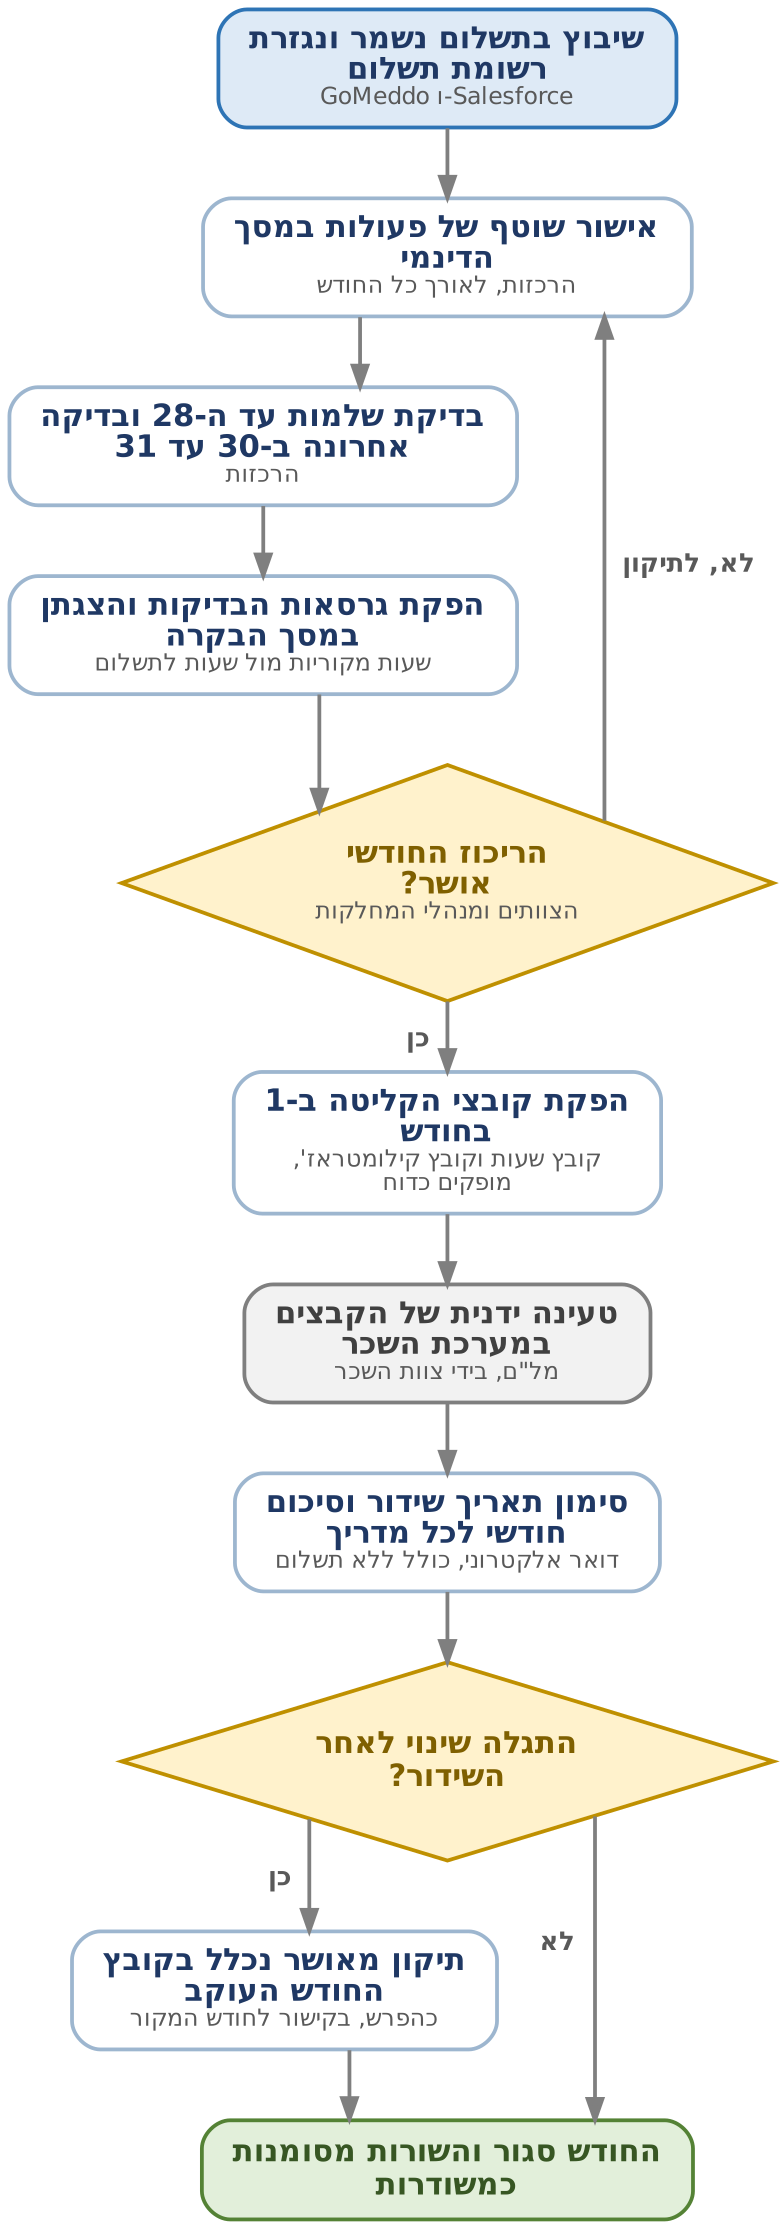 שיבוץ בתשלום נשמר ונגזרת
רשומת תשלום
GoMeddo ו-Salesforce
אישור שוטף של פעולות במסך
הדינמי
הרכזות, לאורך כל החודש
בדיקת שלמות עד ה-28 ובדיקה
אחרונה ב-30 עד 31
הרכזות
לא, לתיקון
הפקת גרסאות הבדיקות והצגתן
במסך הבקרה
שעות מקוריות מול שעות לתשלום
הריכוז החודשי
אושר?
הצוותים ומנהלי המחלקות
כן
הפקת קובצי הקליטה ב-1
בחודש
קובץ שעות וקובץ קילומטראז',
מופקים כדוח
טעינה ידנית של הקבצים
במערכת השכר
מל"ם, בידי צוות השכר
סימון תאריך שידור וסיכום
חודשי לכל מדריך
דואר אלקטרוני, כולל ללא תשלום
התגלה שינוי לאחר
השידור?
כן
לא
תיקון מאושר נכלל בקובץ
החודש העוקב
כהפרש, בקישור לחודש המקור
החודש סגור והשורות מסומנות
כמשודרות